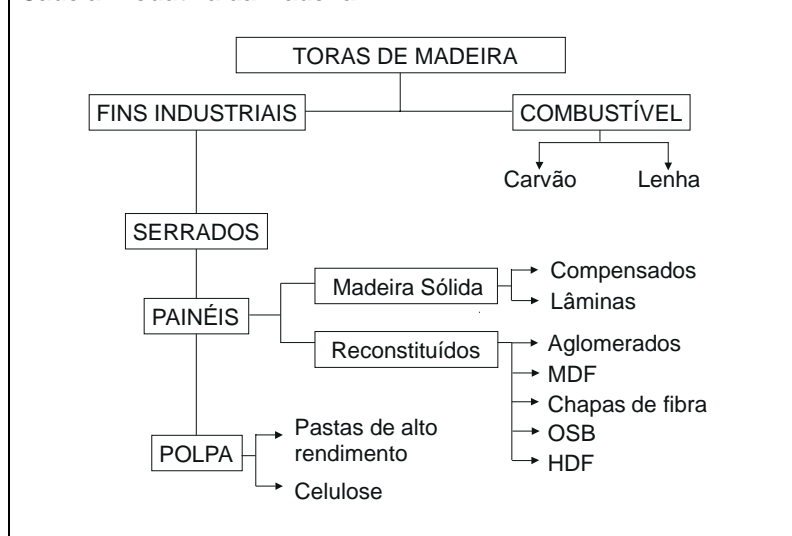 TORAS DE MADEIRA
FINS INDUSTRIAIS
COMBUSTÍVEL
Carvão
Lenha
SERRADOS
PAINÉIS
Madeira Sólida
Compensados
Lâminas
Reconstituídos
Aglomerados
MDF
Chapas de fibra
OSB
HDF
POLPA
Pastas de alto
rendimento
Celulose